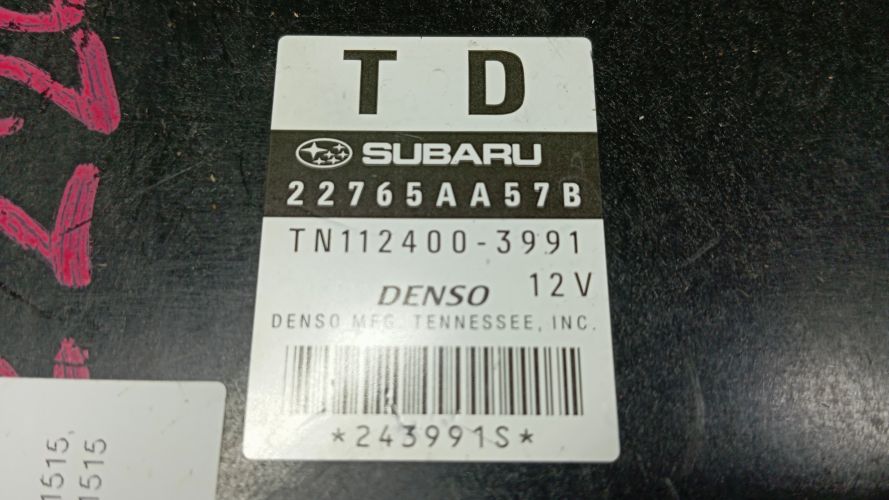 T D
SUBARU
22765AA57B
TN112400-3991
DENSO 12V
DENSO MFG. TENNESSEE, INC.
*243991S*
1515,
1515